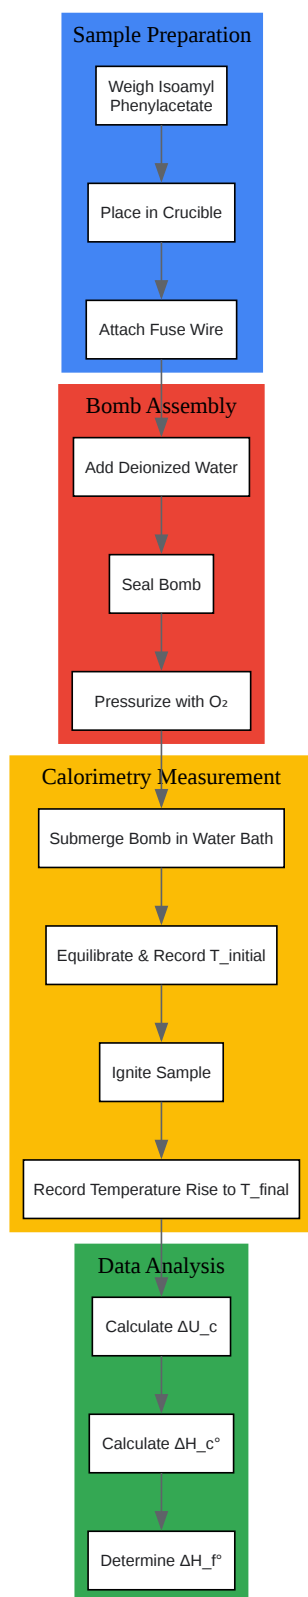 Sample Preparation
Weigh Isoamyl
Phenylacetate
Place in Crucible
Attach Fuse Wire
Bomb Assembly
Add Deionized Water
Seal Bomb
Pressurize with O₂
Calorimetry Measurement
Submerge Bomb in Water Bath
Equilibrate & Record T_initial
Ignite Sample
Record Temperature Rise to T_final
Data Analysis
Calculate ΔU_c
Calculate ΔH_c°
Determine ΔH_f°